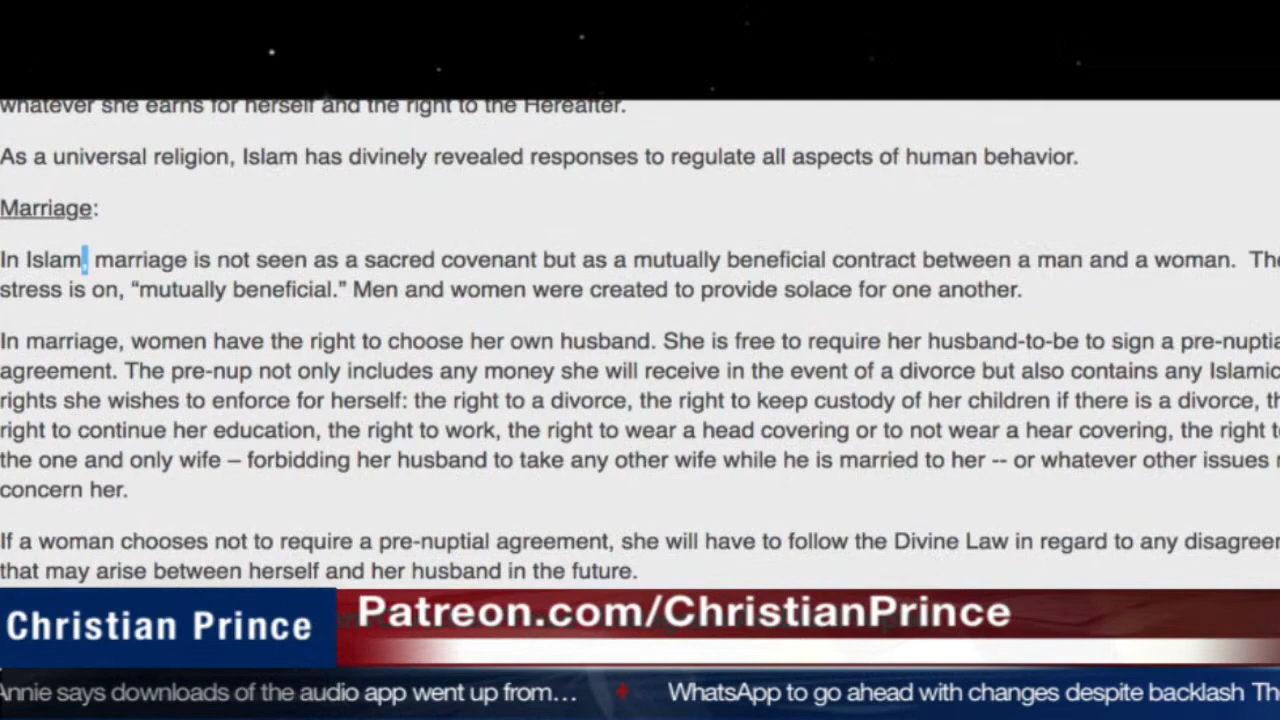 whatever she earns for herself and the right to the Hereafter.
As a universal religion, Islam has divinely revealed responses to regulate all aspects of human behavior.
Marriage:
In Islam, marriage is not seen as a sacred covenant but as a mutually beneficial contract between a man and a woman. The
stress is on, “mutually beneficial.” Men and women were created to provide solace for one another.
In marriage, women have the right to choose her own husband. She is free to require her husband-to-be to sign a pre-nuptia
agreement. The pre-nup not only includes any money she will receive in the event of a divorce but also contains any Islamic
rights she wishes to enforce for herself: the right to a divorce, the right to keep custody of her children if there is a divorce, th
right to continue her education, the right to work, the right to wear a head covering or to not wear a hear covering, the right to
the one and only wife – forbidding her husband to take any other wife while he is married to her -- or whatever other issues
concern her.
If a woman chooses not to require a pre-nuptial agreement, she will have to follow the Divine Law in regard to any disagree
that may arise between herself and her husband in the future.
Christian Prince
Patreon.com/ChristianPrince
Annie says downloads of the audio app went up from...
WhatsApp to go ahead with changes despite backlash Th